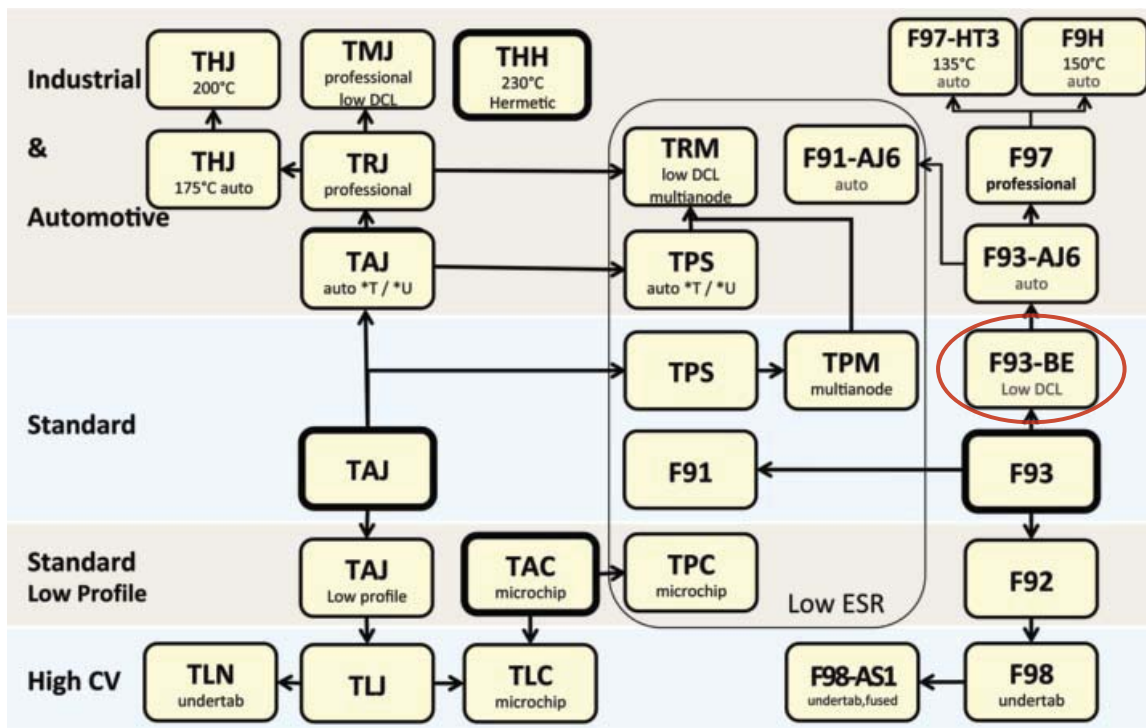 Industrial
&
Automotive
THJ
200°C
TMJ
professional
low DCL
THH
230°C
Hermetic
F97-HT3
135°C
auto
F9H
150°C
auto
THJ
175°C auto
TRJ
professional
TRM
low DCL
multianode
F91-AJ6
auto
F97
professional
TAJ
auto *T / *U
TPS
auto *T / *U
F93-AJ6
auto
Standard
TPS
TPM
multianode
F93-BE
Low DCL
TAJ
F91
F93
Standard
Low Profile
TAJ
Low profile
TAC
microchip
TPC
microchip
Low ESR
F92
High CV
TLN
undertab
TLJ
TLC
microchip
F98-AS1
undertab,fused
F98
undertab